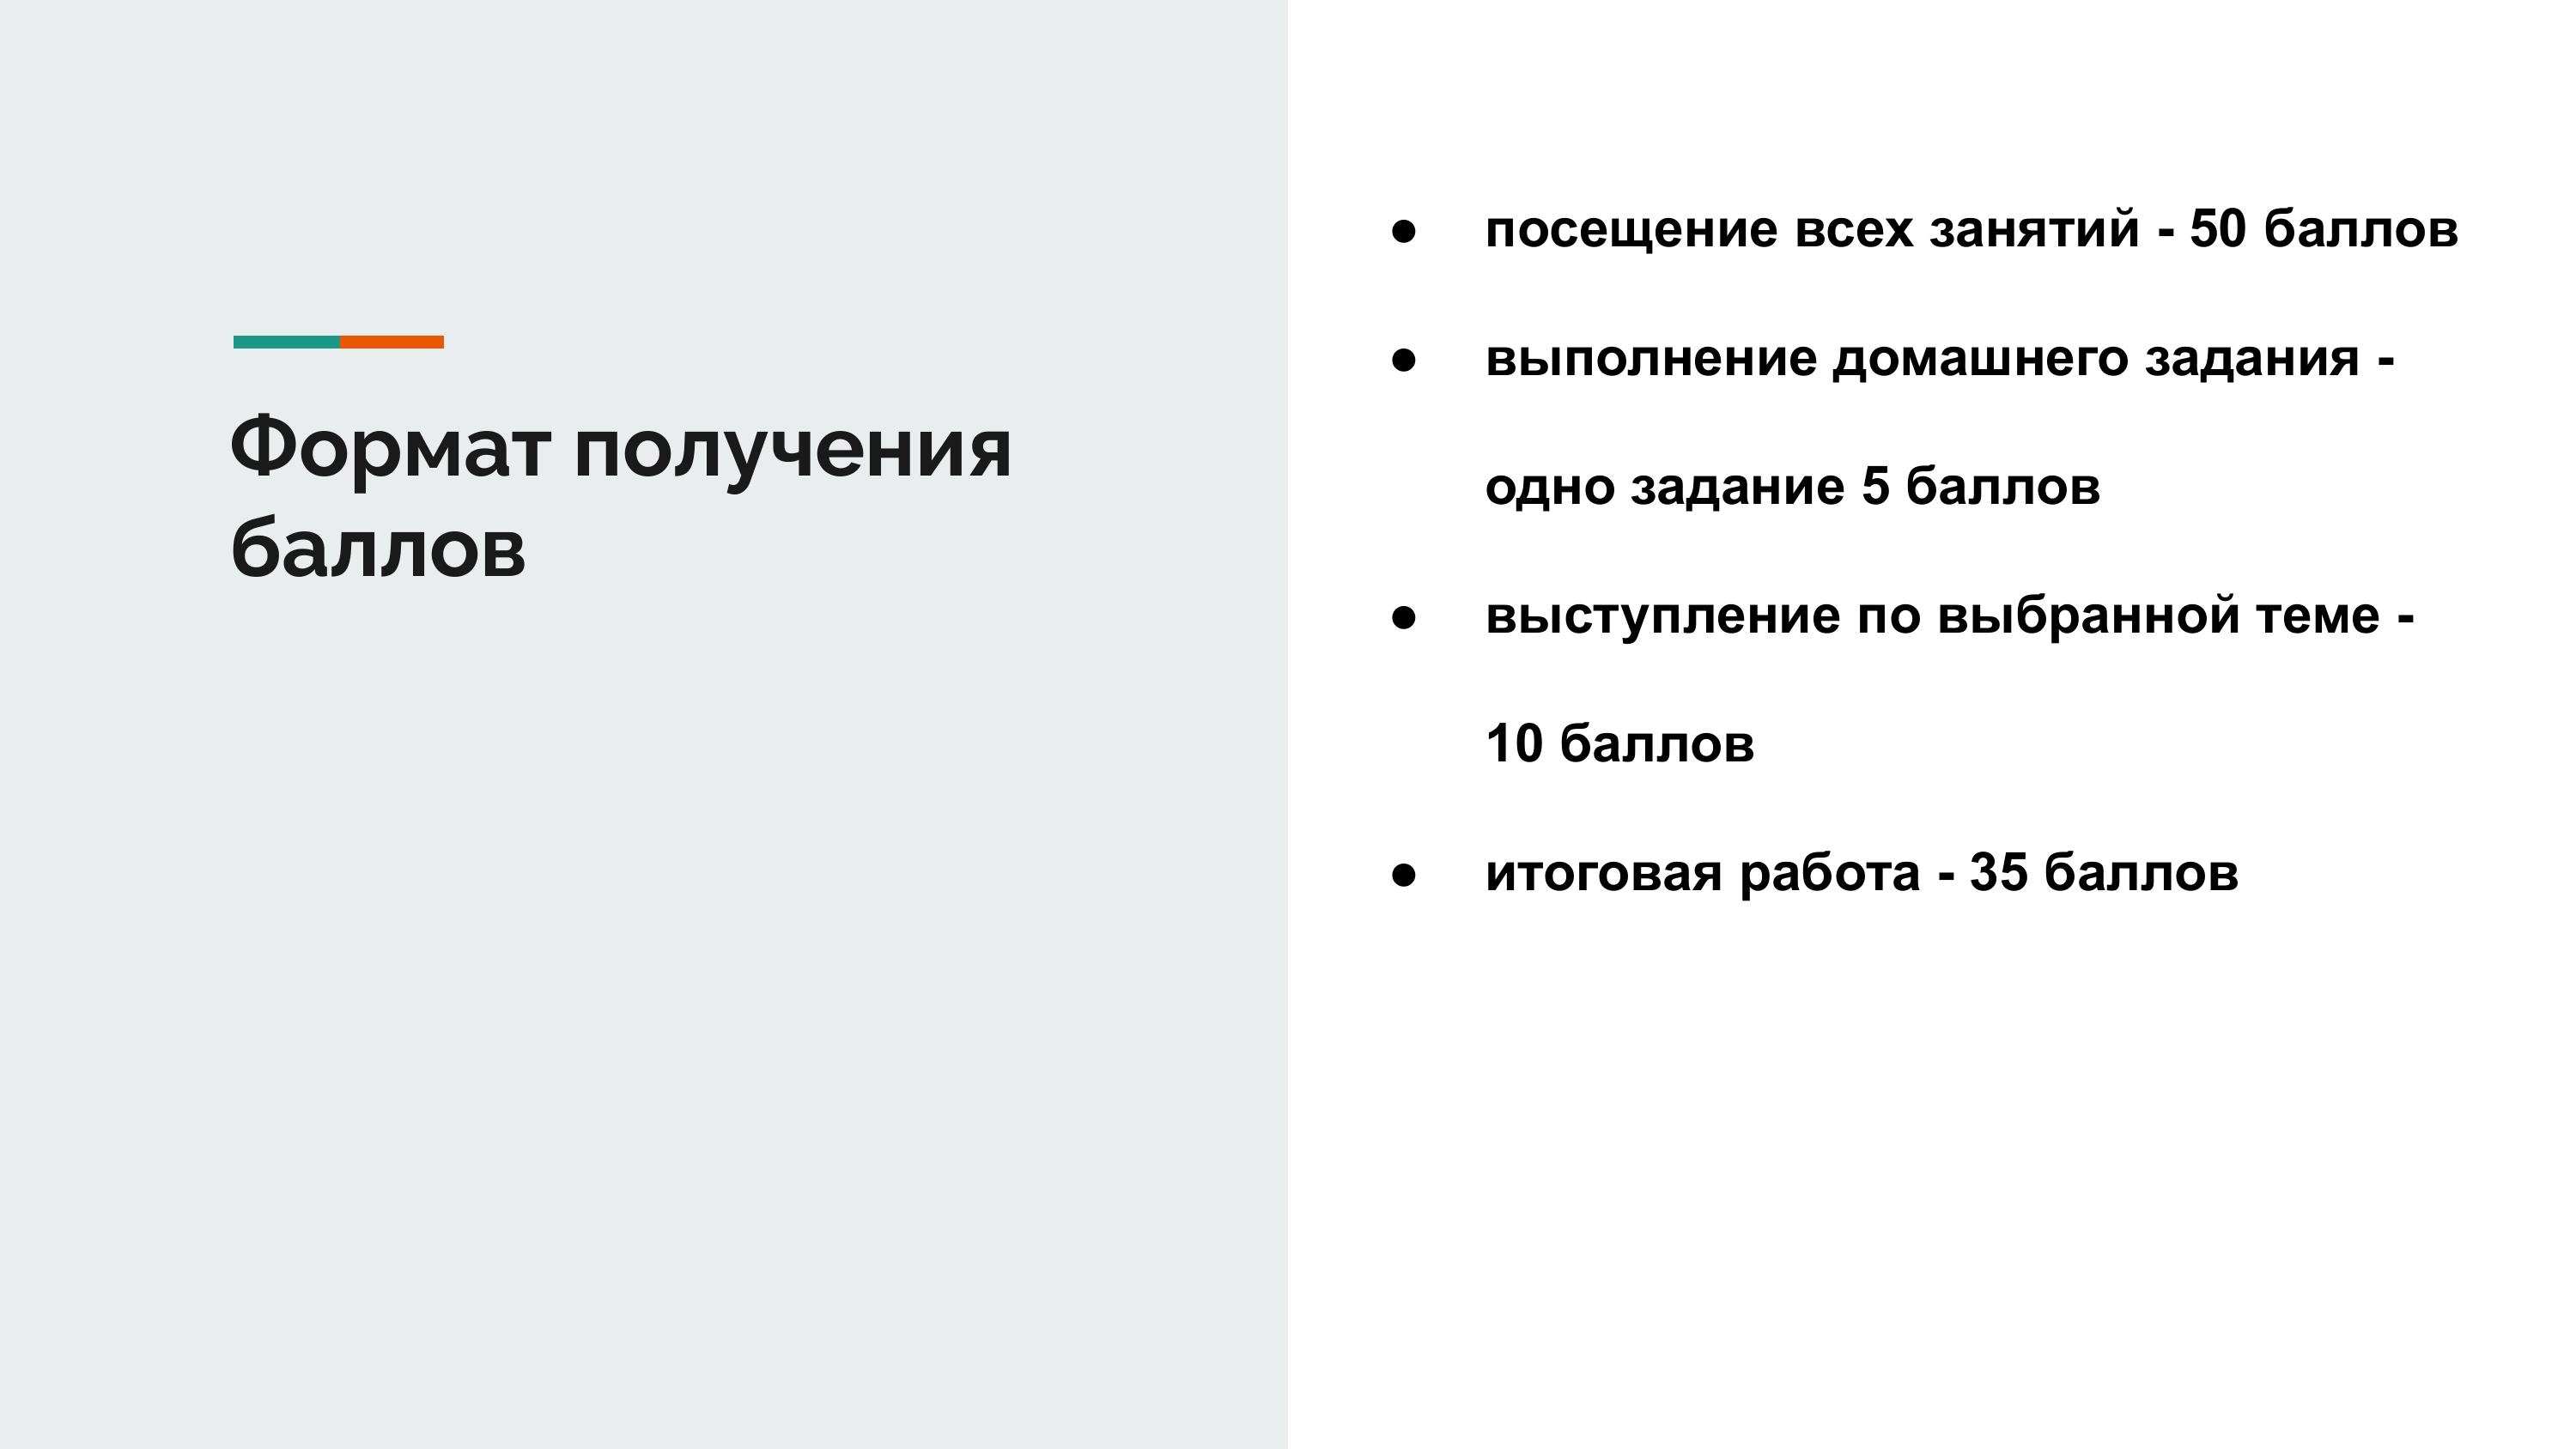 Формат получения
баллов
● посещение всех занятий - 50 баллов
● выполнение домашнего задания -
одно задание 5 баллов
● выступление по выбранной теме -
10 баллов
● итоговая работа - 35 баллов